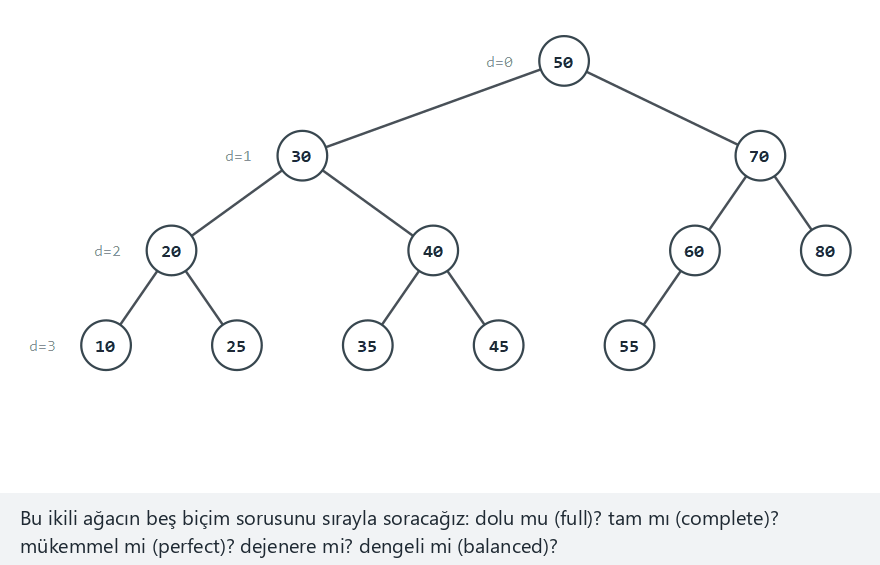 d=0 50
d=1 30 70
d=2 20 40 60 80
d=3 10 25 35 45 55
Bu ikili ağacın beş biçim sorusunu sırayla soracağız: dolu mu (full)? tam mı (complete)?
mükemmel mi (perfect)? dejenere mi? dengeli mi (balanced)?